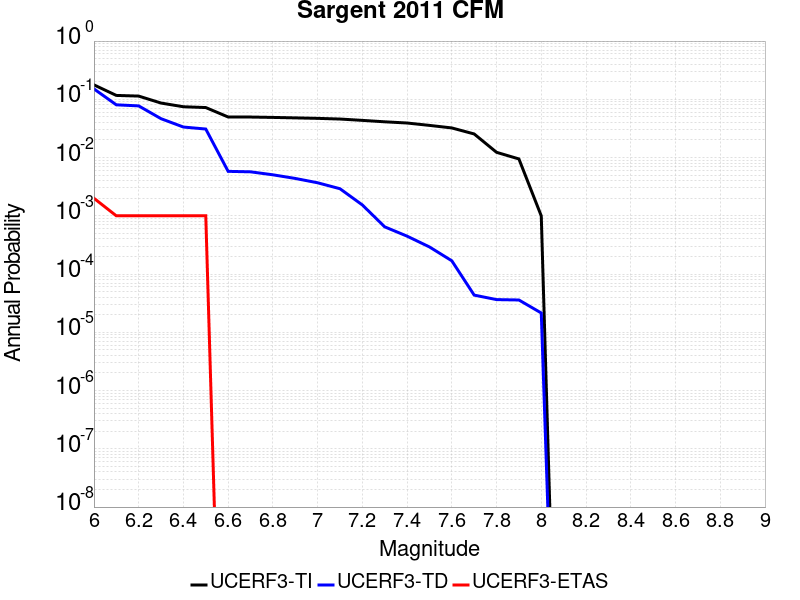 Sargent 2011 CFM
Annual Probability
10^0
10^-1
10^-2
10^-3
10^-4
10^-5
10^-6
10^-7
10^-8
6 6.2 6.4 6.6 6.8 7 7.2 7.4 7.6 7.8 8 8.2 8.4 8.6 8.8 9
Magnitude
UCERF3-TI UCERF3-TD UCERF3-ETAS